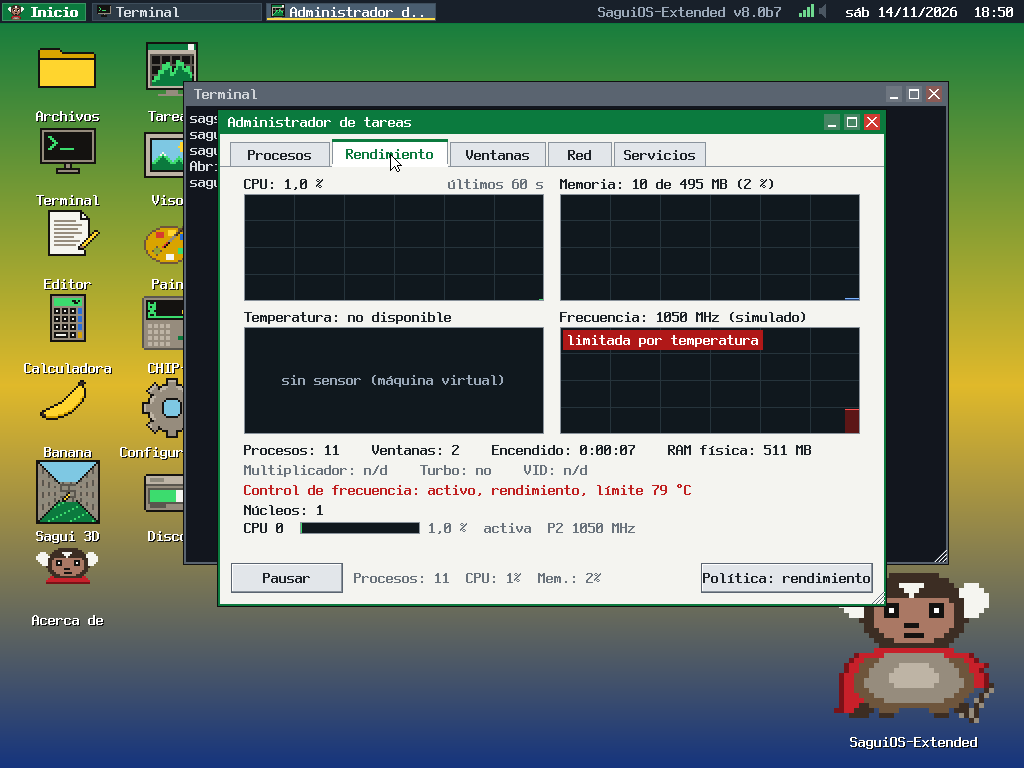 Inicio
Terminal
Administrador d..
SaguiOS-Extended v8.0b7
sáb 14/11/2026
18:50
Archivos
Terminal
Editor
Calculadora
CHIP-
Banana
Configur
Sagui 3D
Disco
Acerca de
Terminal
Abri
Administrador de tareas
Procesos
Rendimiento
Ventanas
Red
Servicios
CPU: 1,0 %
últimos 60 s
Memoria: 10 de 495 MB (2 %)
Temperatura: no disponible
Frecuencia: 1050 MHz (simulado)
limitada por temperatura
sin sensor (máquina virtual)
Procesos: 11 Ventanas: 2 Encendido: 0:00:07 RAM física: 511 MB
Multiplicador: n/d Turbo: no VID: n/d
Control de frecuencia: activo, rendimiento, límite 79 °C
Núcleos: 1
CPU 0 1,0 % activa P2 1050 MHz
Pausar
Procesos: 11 CPU: 1% Mem.: 2%
Política: rendimiento
SaguiOS-Extended